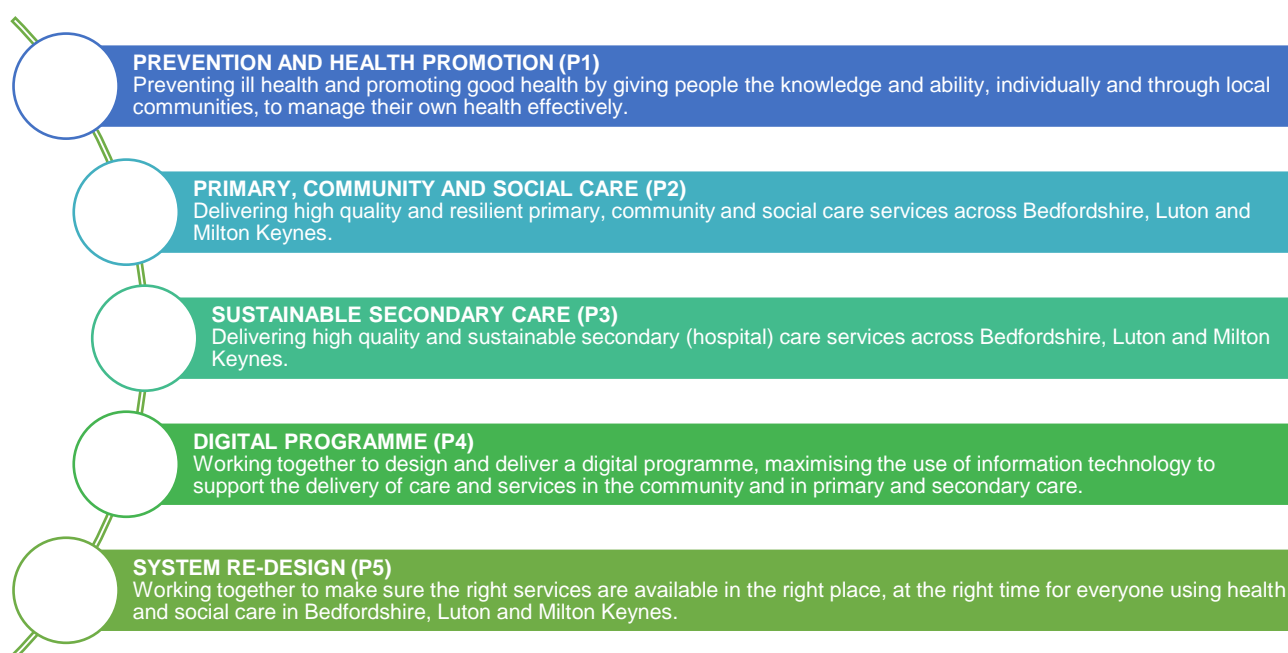 PREVENTION AND HEALTH PROMOTION (P1)
Preventing ill health and promoting good health by giving people the knowledge and ability, individually and through local
communities, to manage their own health effectively.
PRIMARY, COMMUNITY AND SOCIAL CARE (P2)
Delivering high quality and resilient primary, community and social care services across Bedfordshire, Luton and
Milton Keynes.
SUSTAINABLE SECONDARY CARE (P3)
Delivering high quality and sustainable secondary (hospital) care services across Bedfordshire, Luton and Milton
Keynes.
DIGITAL PROGRAMME (P4)
Working together to design and deliver a digital programme, maximising the use of information technology to
support the delivery of care and services in the community and in primary and secondary care.
SYSTEM RE-DESIGN (P5)
Working together to make sure the right services are available in the right place, at the right time for everyone using health
and social care in Bedfordshire, Luton and Milton Keynes.